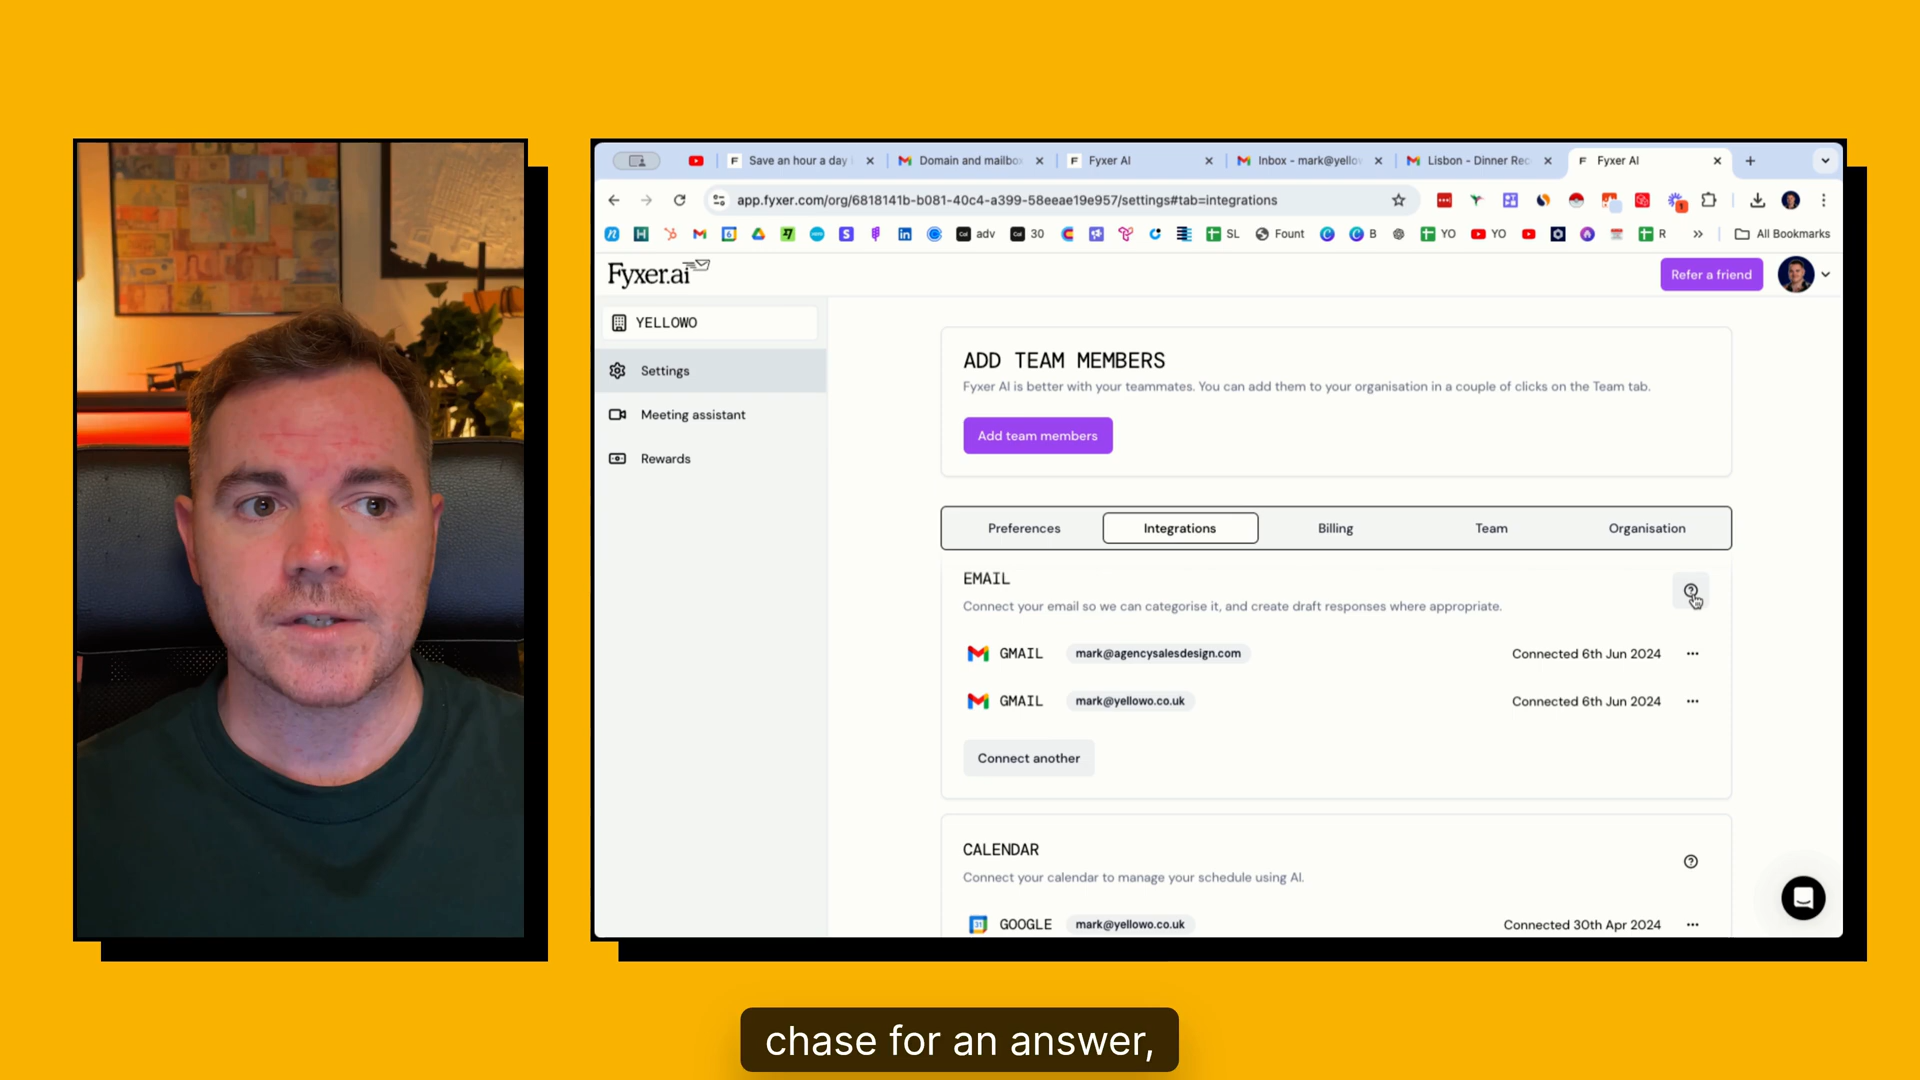 Save an hour a day
Domain and mailbox
Fyxer AI
Inbox - mark@yellow
Lisbon - Dinner Rec
Fyxer AI
app.fyxer.com/org/6818141b-b081-40c4-a399-58eeae19e957/settings#tab=integrations
adv
30
SL
Fount
B
YO
YO
R
All Bookmarks
Fyxer.ai
Refer a friend
YELLOWO
Settings
Meeting assistant
Rewards
ADD TEAM MEMBERS
Fyxer AI is better with your teammates. You can add them to your organisation in a couple of clicks on the Team tab.
Add team members
Preferences
Integrations
Billing
Team
Organisation
EMAIL
Connect your email so we can categorise it, and create draft responses where appropriate.
GMAIL mark@agencysalesdesign.com Connected 6th Jun 2024
GMAIL mark@yellowo.co.uk Connected 6th Jun 2024
Connect another
CALENDAR
Connect your calendar to manage your schedule using AI.
GOOGLE mark@yellowo.co.uk Connected 30th Apr 2024
chase for an answer,